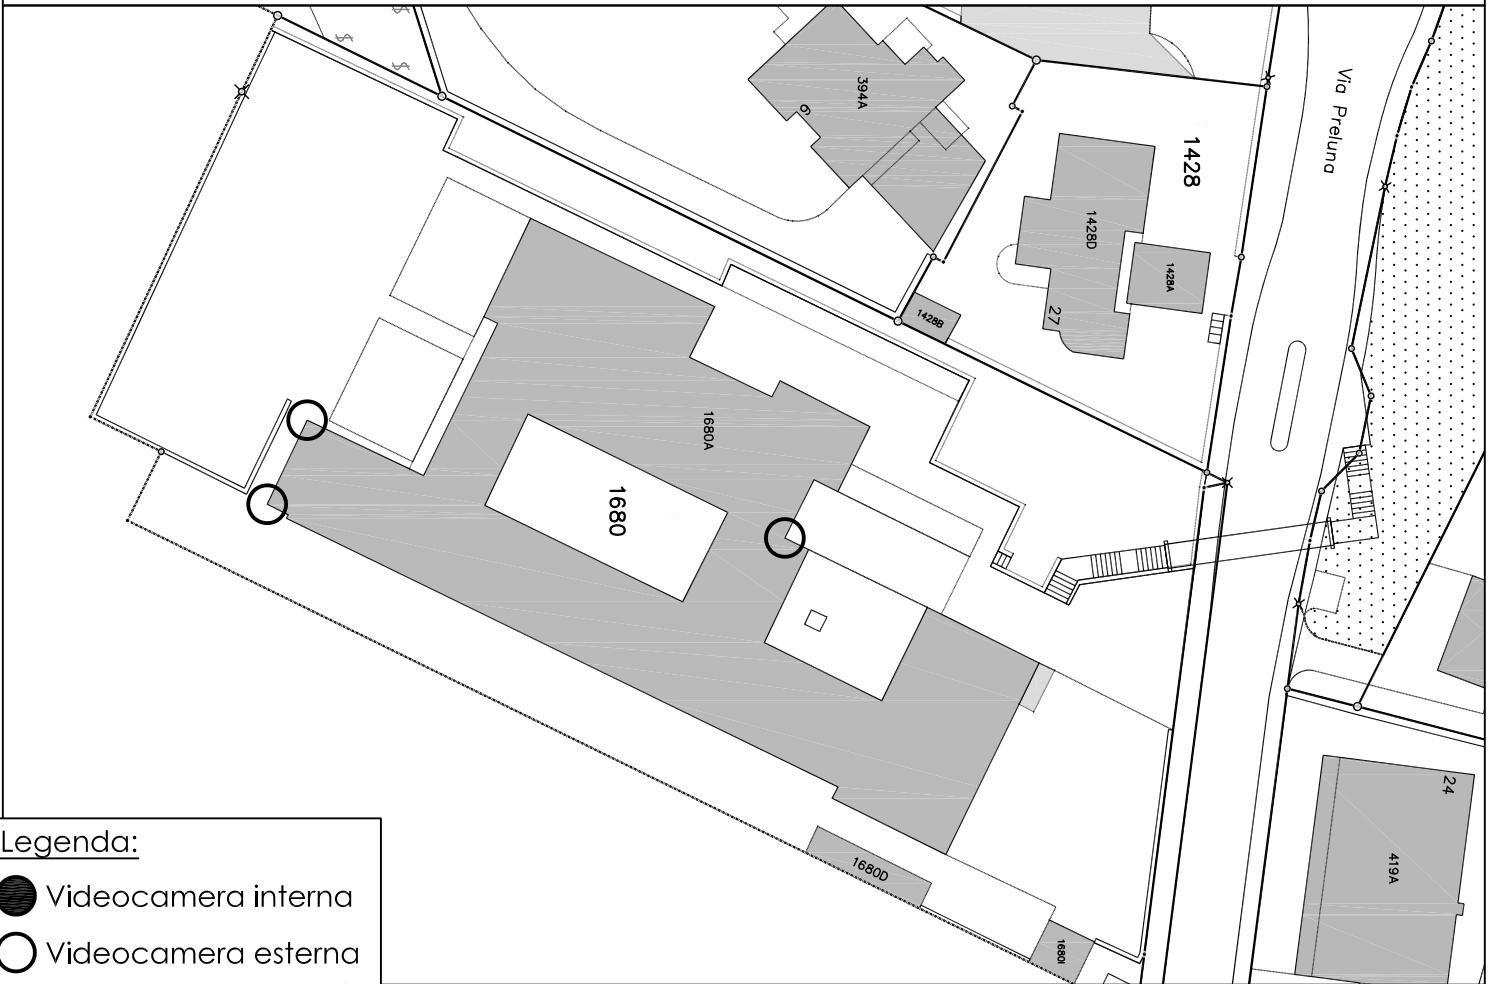 Via Preluna
394A
9
1428
1428D
1428A
27
1428B
1680A
1680
24
419A
1680D
1680I
Legenda:
Videocamera interna
Videocamera esterna